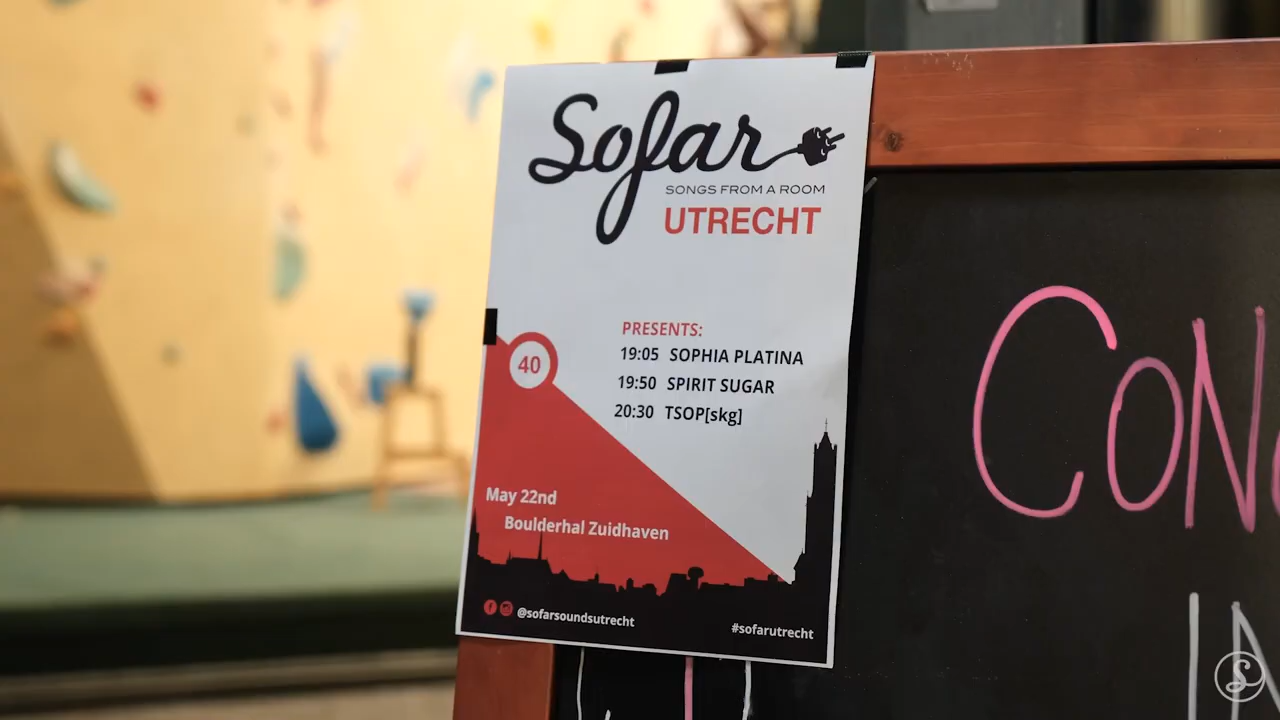 Sofar
SONGS FROM A ROOM
UTRECHT
PRESENTS:
19:05 SOPHIA PLATINA
19:50 SPIRIT SUGAR
20:30 TSOP[skg]
40
May 22nd
Boulderhal Zuidhaven
@sofarsoundsutrecht
#sofarutrecht
CON
IN
S